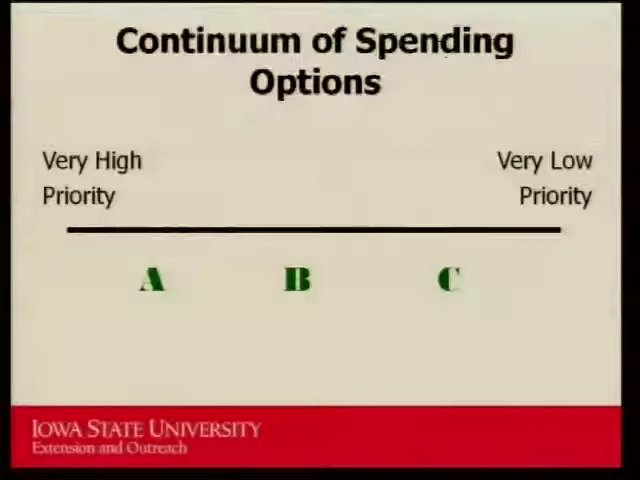 Continuum of Spending
Options
Very High
Priority
Very Low
Priority
A B C
IOWA STATE UNIVERSITY
Extension and Outreach